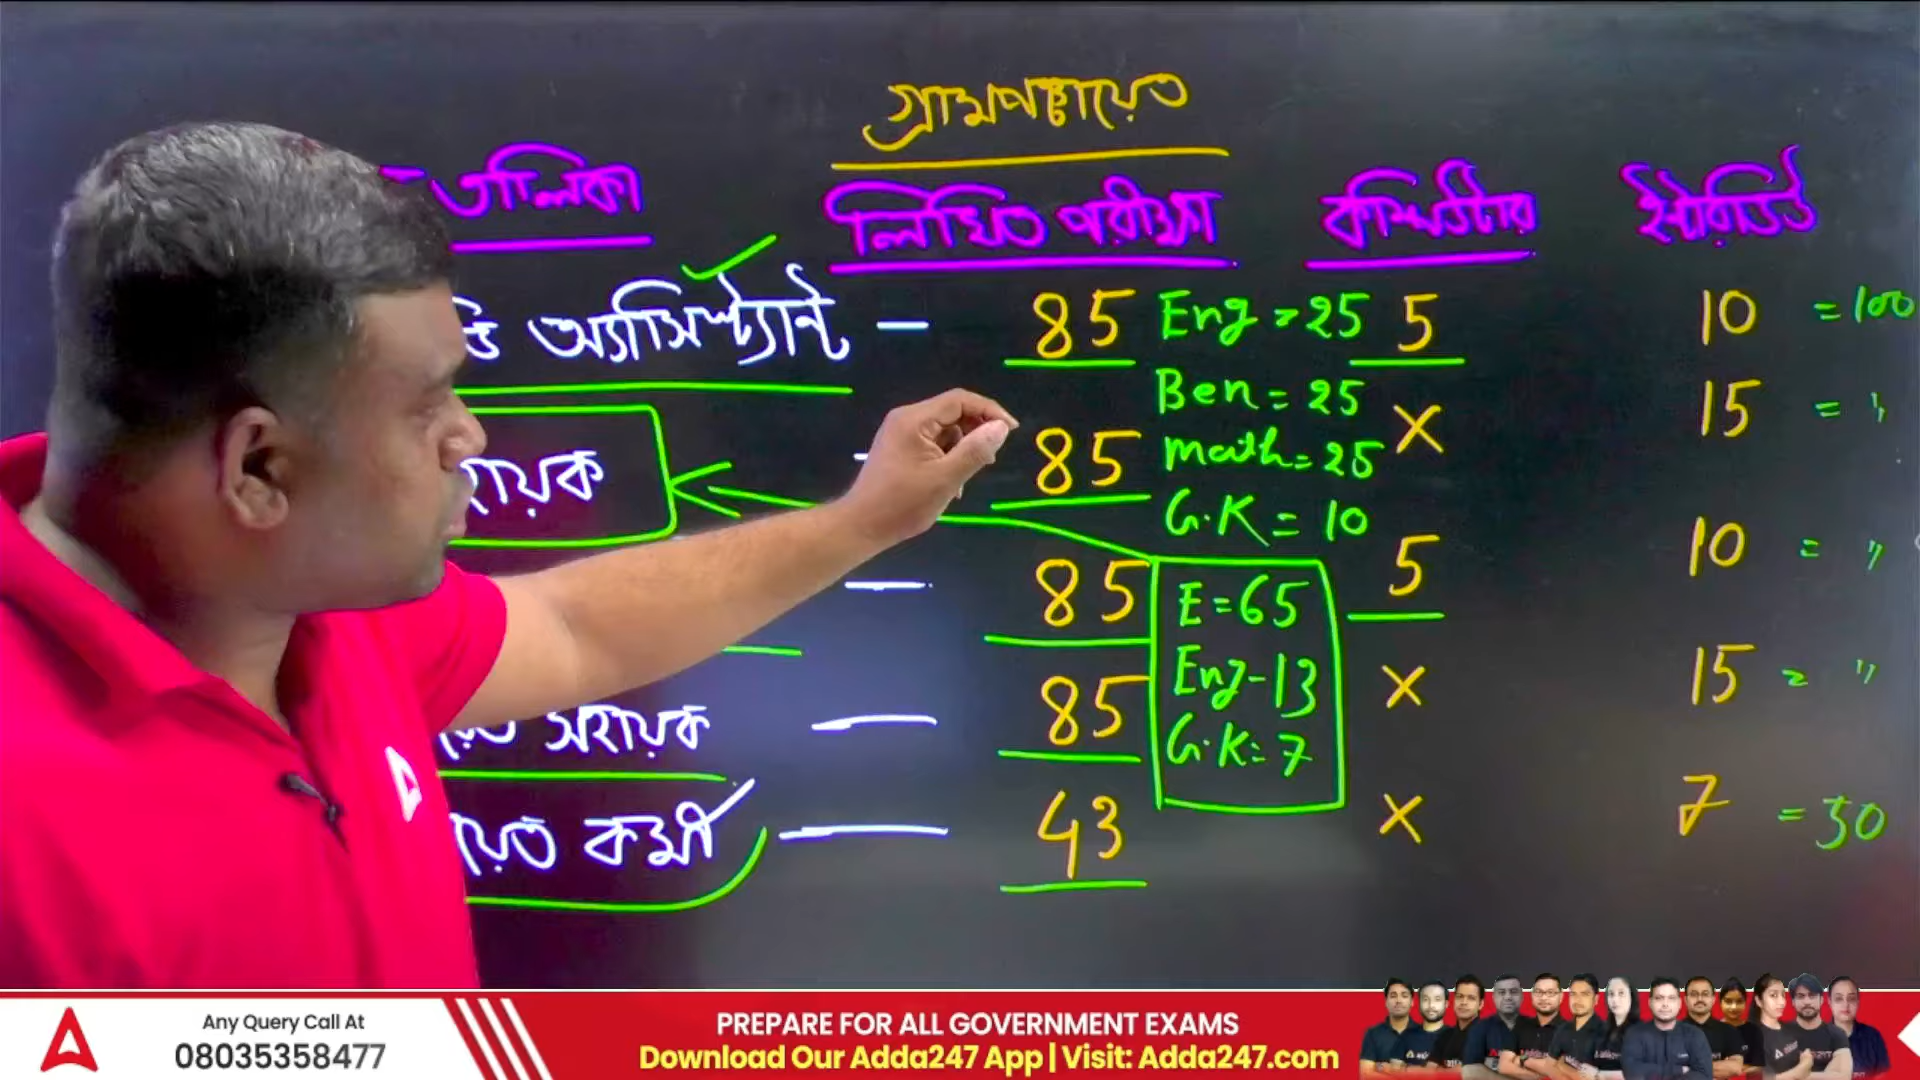 গ্রামপঞ্চায়েত
তালিকা লিখিত পরীক্ষা কম্পিউটার ইন্টারভিউ
অ্যাসিস্ট্যান্ট — 85 Eng = 25 5 10 = 100
Ben = 25 × 15 = "
হায়ক - 85 math = 25
G.K = 10
— 85 E = 65 5 10 = "
য়েত সহায়ক — 85 Eng - 13 × 15 = "
G.K = 7
য়েত কর্মী — 43 × 7 = 50
Any Query Call At
08035358477
PREPARE FOR ALL GOVERNMENT EXAMS
Download Our Adda247 App | Visit: Adda247.com